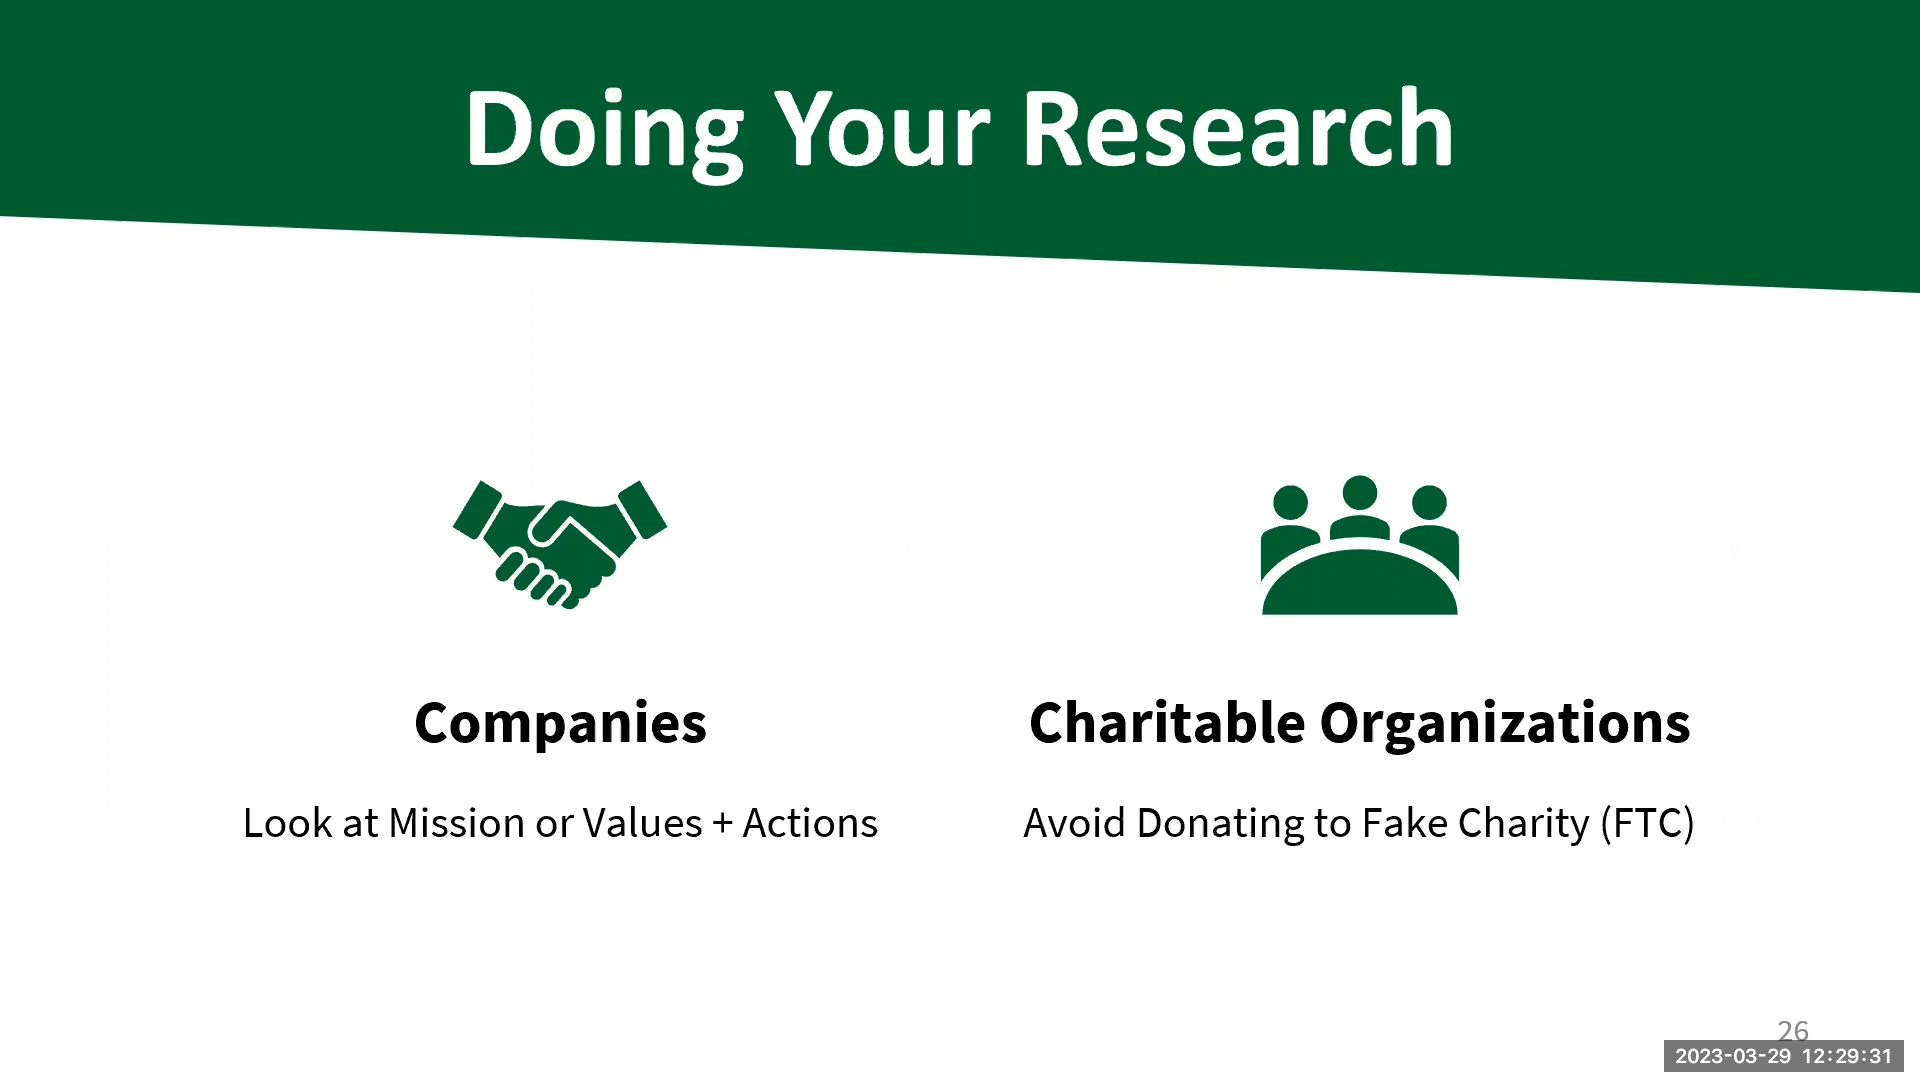 Doing Your Research
Companies
Look at Mission or Values + Actions
Charitable Organizations
Avoid Donating to Fake Charity (FTC)
26
2023-03-29 12:29:31